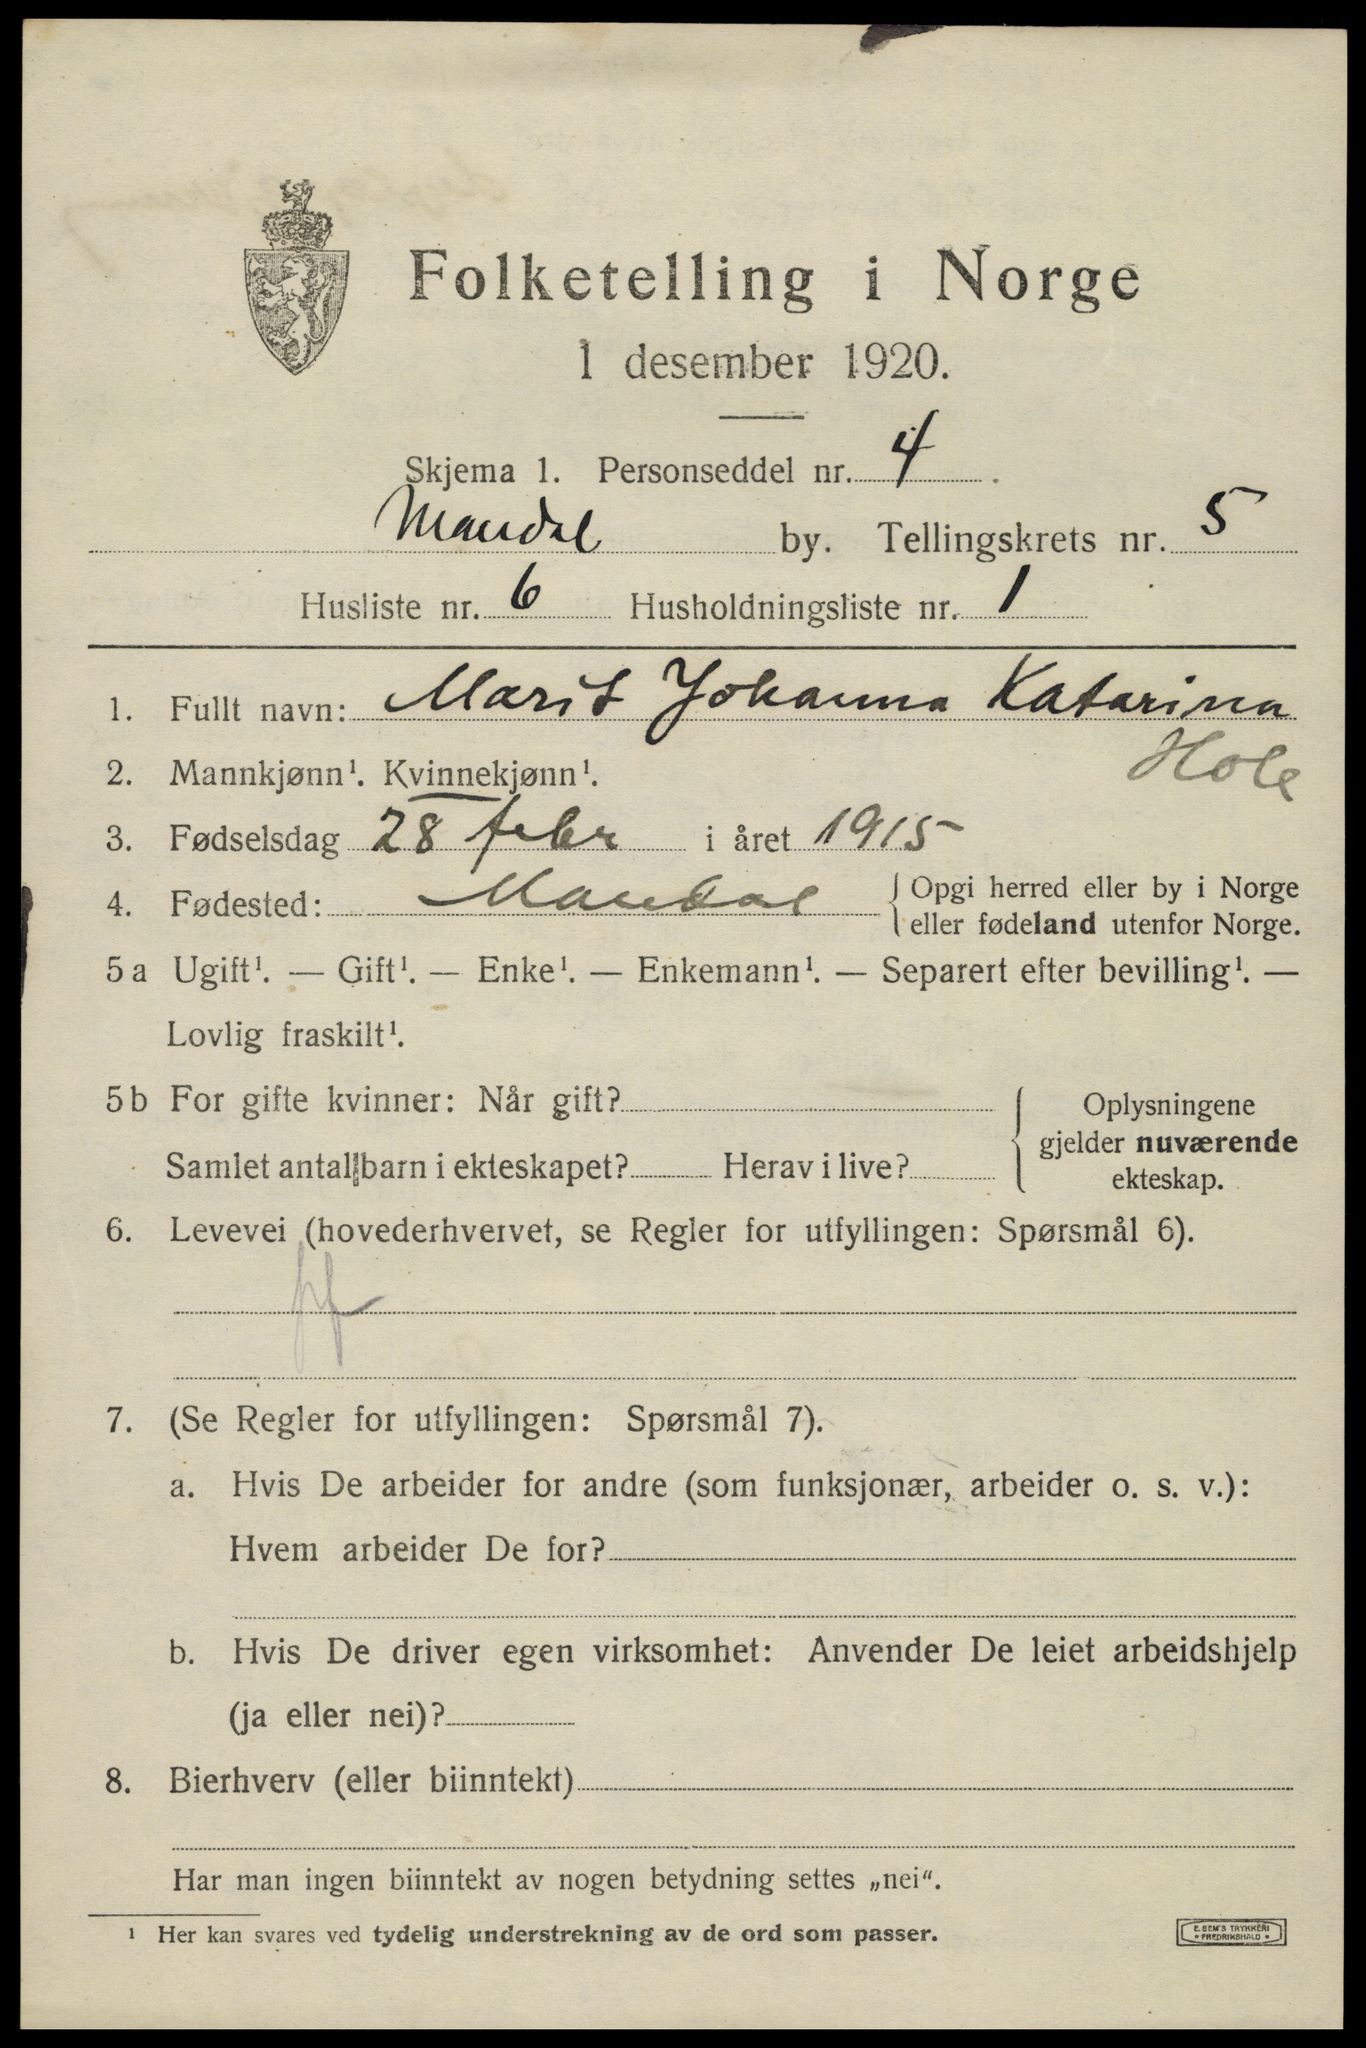 Folketelling i Norge
1 desember 1920.
Skjema 1. Personseddel nr. 4.
Mandal by. Tellingskrets nr. 5
Husliste nr. 6 Husholdningsliste nr. 1
1. Fullt navn: Marit Johanna Katarina
Hole
2. Mannkjønn¹. Kvinnekjønn¹.
3. Fødselsdag 28 febr i året 1915
4. Fødested: Mandal { Opgi herred eller by i Norge
eller fødeland utenfor Norge.
5 a Ugift¹. — Gift¹. — Enke¹. — Enkemann¹. — Separert efter bevilling¹. —
Lovlig fraskilt¹.
5 b For gifte kvinner: Når gift? { Oplysningene
gjelder nuværende
Samlet antall barn i ekteskapet? Herav i live?
ekteskap.
6. Levevei (hovederhvervet, se Regler for utfyllingen: Spørsmål 6).
7. (Se Regler for utfyllingen: Spørsmål 7).
a. Hvis De arbeider for andre (som funksjonær, arbeider o. s. v.):
Hvem arbeider De for?
b. Hvis De driver egen virksomhet: Anvender De leiet arbeidshjelp
(ja eller nei)?
8. Bierhverv (eller biinntekt)
Har man ingen biinntekt av nogen betydning settes „nei“.
¹ Her kan svares ved tydelig understrekning av de ord som passer.
E. SEM'S TRYKKERI
• FREDRIKSHALD •